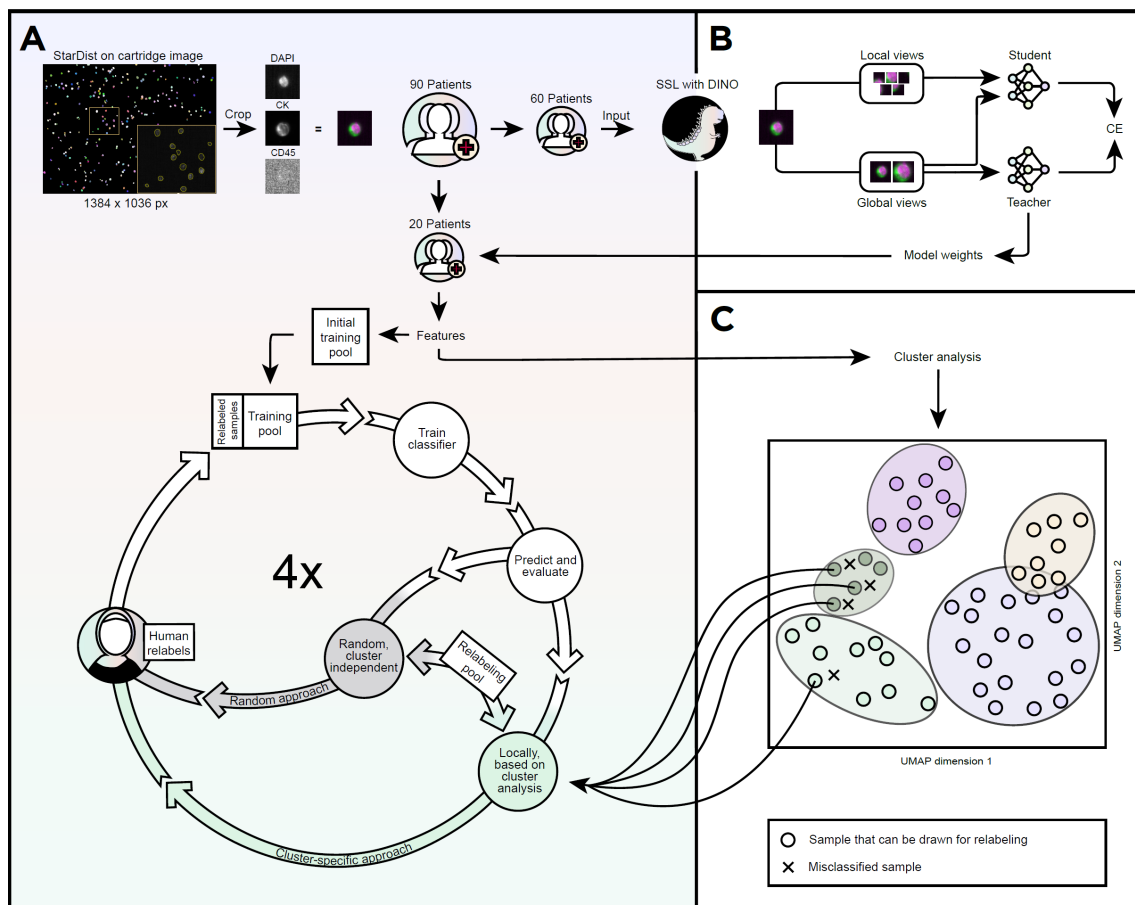 A
StarDist on cartridge image
1384 x 1036 px
Crop
DAPI
CK
CD45
=
90 Patients
60 Patients
Input
SSL with DINO
20 Patients
Features
Initial
training
pool
Relabeled
samples
Training
pool
Train
classifier
Predict and
evaluate
4x
Human
relabels
Random,
cluster
independent
Relabeling
pool
Random approach
Locally,
based on
cluster
analysis
Cluster-specific approach
B
Local views
Student
CE
Global views
Teacher
Model weights
C
Cluster analysis
UMAP dimension 2
UMAP dimension 1
Sample that can be drawn for relabeling
Misclassified sample